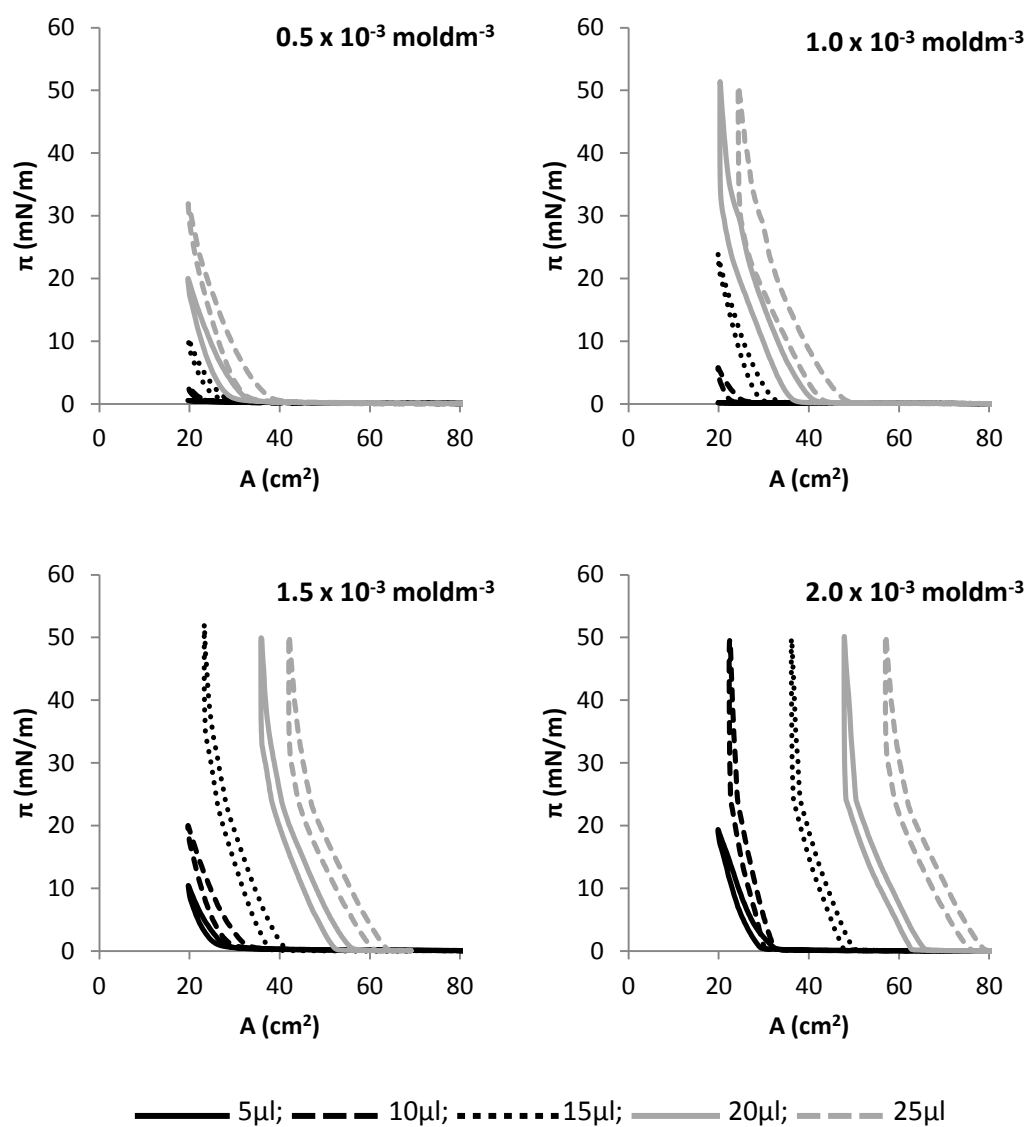 0.5 x 10⁻³ moldm⁻³
60
50
40
30
20
10
0
π (mN/m)
0 20 40 60 80
A (cm²)
1.0 x 10⁻³ moldm⁻³
60
50
40
30
20
10
0
π (mN/m)
0 20 40 60 80
A (cm²)
1.5 x 10⁻³ moldm⁻³
60
50
40
30
20
10
0
π (mN/m)
0 20 40 60 80
A (cm²)
2.0 x 10⁻³ moldm⁻³
60
50
40
30
20
10
0
π (mN/m)
0 20 40 60 80
A (cm²)
5µl; 10µl; 15µl; 20µl; 25µl